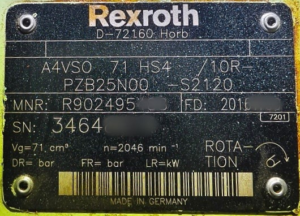 Rexroth
D-72160 Horb
A4VSO 71 HS4 /10R-
PZB25N00 -S2120
MNR: R902495 FD: 201
7201
SN: 3464
Vg=71, cm³ n=2046 min⁻¹ ROTA-
DR= bar FR= bar LR=kW TION
MADE IN GERMANY